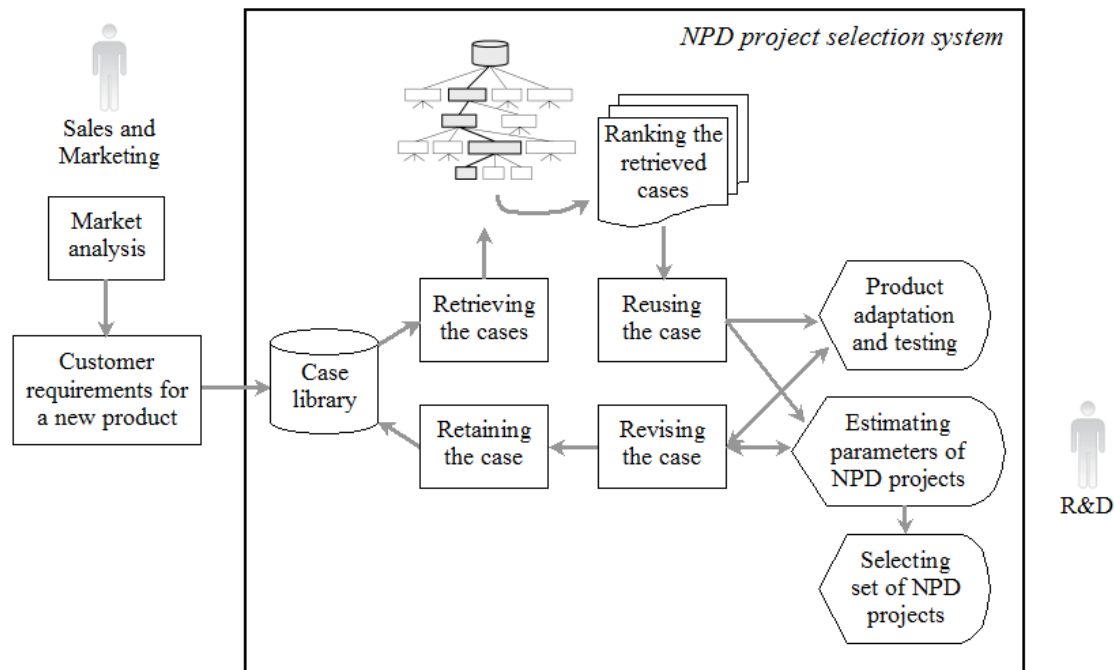 NPD project selection system
Sales and
Marketing
Market
analysis
Customer
requirements for
a new product
Case
library
Retrieving
the cases
Ranking the
retrieved
cases
Reusing
the case
Product
adaptation
and testing
Retaining
the case
Revising
the case
Estimating
parameters of
NPD projects
Selecting
set of NPD
projects
R&D